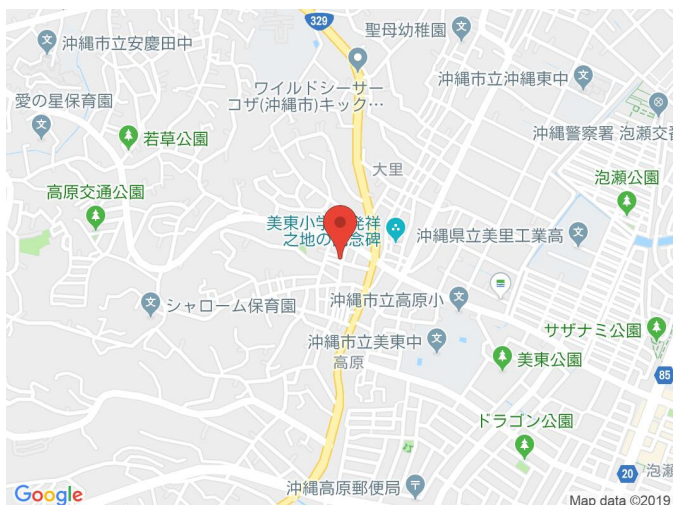 329
聖母幼稚園
沖縄市立安慶田中
ワイルドシーサー
コザ(沖縄市)キック...
沖縄市立沖縄東中
愛の星保育園
若草公園
沖縄警察署 泡瀬交番
大里
泡瀬公園
高原交通公園
美東小学
発祥
之地の
念碑
沖縄県立美里工業高
シャローム保育園
沖縄市立高原小
サザナミ公園
沖縄市立美東中
美東公園
高原
85
ドラゴン公園
20
泡瀬
沖縄高原郵便局
Google
Map data ©2019